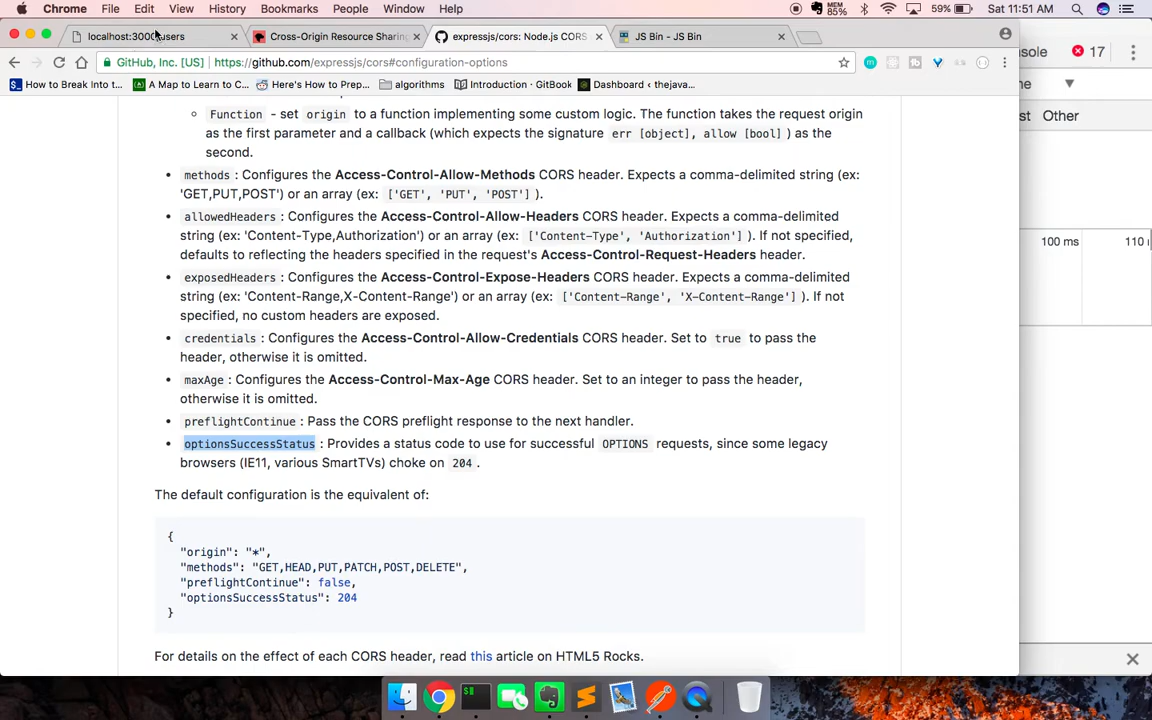 Chrome File Edit View History Bookmarks People Window Help MEM 85% 59% Sat 11:51 AM
localhost:3000/users Cross-Origin Resource Sharing expressjs/cors: Node.js CORS JS Bin - JS Bin
GitHub, Inc. [US] https://github.com/expressjs/cors#configuration-options
How to Break Into t... A Map to Learn to C... Here's How to Prep... algorithms Introduction · GitBook Dashboard | thejava...
Function - set origin to a function implementing some custom logic. The function takes the request origin
as the first parameter and a callback (which expects the signature err [object], allow [bool] ) as the
second.
methods : Configures the Access-Control-Allow-Methods CORS header. Expects a comma-delimited string (ex:
'GET,PUT,POST') or an array (ex: ['GET', 'PUT', 'POST'] ).
allowedHeaders : Configures the Access-Control-Allow-Headers CORS header. Expects a comma-delimited
string (ex: 'Content-Type,Authorization') or an array (ex: ['Content-Type', 'Authorization'] ). If not specified,
defaults to reflecting the headers specified in the request's Access-Control-Request-Headers header.
exposedHeaders : Configures the Access-Control-Expose-Headers CORS header. Expects a comma-delimited
string (ex: 'Content-Range,X-Content-Range') or an array (ex: ['Content-Range', 'X-Content-Range'] ). If not
specified, no custom headers are exposed.
credentials : Configures the Access-Control-Allow-Credentials CORS header. Set to true to pass the
header, otherwise it is omitted.
maxAge : Configures the Access-Control-Max-Age CORS header. Set to an integer to pass the header,
otherwise it is omitted.
preflightContinue : Pass the CORS preflight response to the next handler.
optionsSuccessStatus : Provides a status code to use for successful OPTIONS requests, since some legacy
browsers (IE11, various SmartTVs) choke on 204 .
The default configuration is the equivalent of:
{
"origin": "*",
"methods": "GET,HEAD,PUT,PATCH,POST,DELETE",
"preflightContinue": false,
"optionsSuccessStatus": 204
}
For details on the effect of each CORS header, read this article on HTML5 Rocks.
sole 17
ne
st Other
100 ms 110